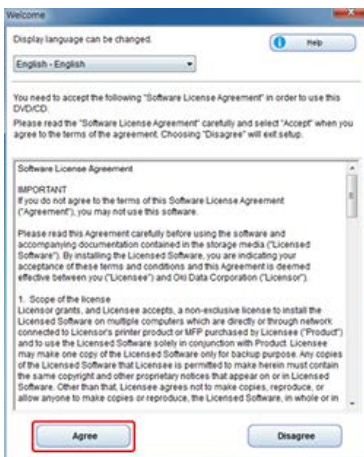 Welcome
Display language can be changed.
Help
English - English
You need to accept the following "Software License Agreement" in order to use this
DVD/CD.
Please read the "Software License Agreement" carefully and select "Accept" when you
agree to the terms of the agreement. Choosing "Disagree" will exit setup.
Software License Agreement
IMPORTANT
If you do not agree to the terms of this Software License Agreement
("Agreement"), you may not use this software.
Please read this Agreement carefully before using the software and
accompanying documentation contained in the storage media ("Licensed
Software"). By installing the Licensed Software, you are indicating your
acceptance of these terms and conditions and this Agreement is deemed
effective between you ("Licensee") and Oki Data Corporation ("Licensor").
1. Scope of the license
Licensor grants, and Licensee accepts, a non-exclusive license to install the
Licensed Software on multiple computers which are directly or through network
connected to Licensor's printer product or MFP purchased by Licensee ("Product")
and to use the Licensed Software solely in conjunction with Product. Licensee
may make one copy of the Licensed Software only for backup purpose. Any copies
of the Licensed Software that Licensee is permitted to make herein must contain
the same copyright and other proprietary notices that appear on or in Licensed
Software. Other than that, Licensee agrees not to make copies, reproduce, or
allow anyone to make copies or reproduce, the Licensed Software, in whole or in
Agree
Disagree